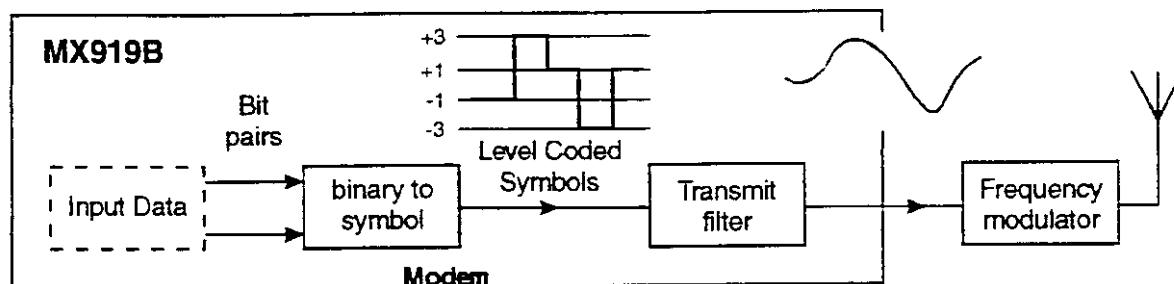 MX919B
+3
+1
-1
-3
Bit
pairs
Level Coded
Symbols
Input Data
binary to
symbol
Transmit
filter
Frequency
modulator
Modem